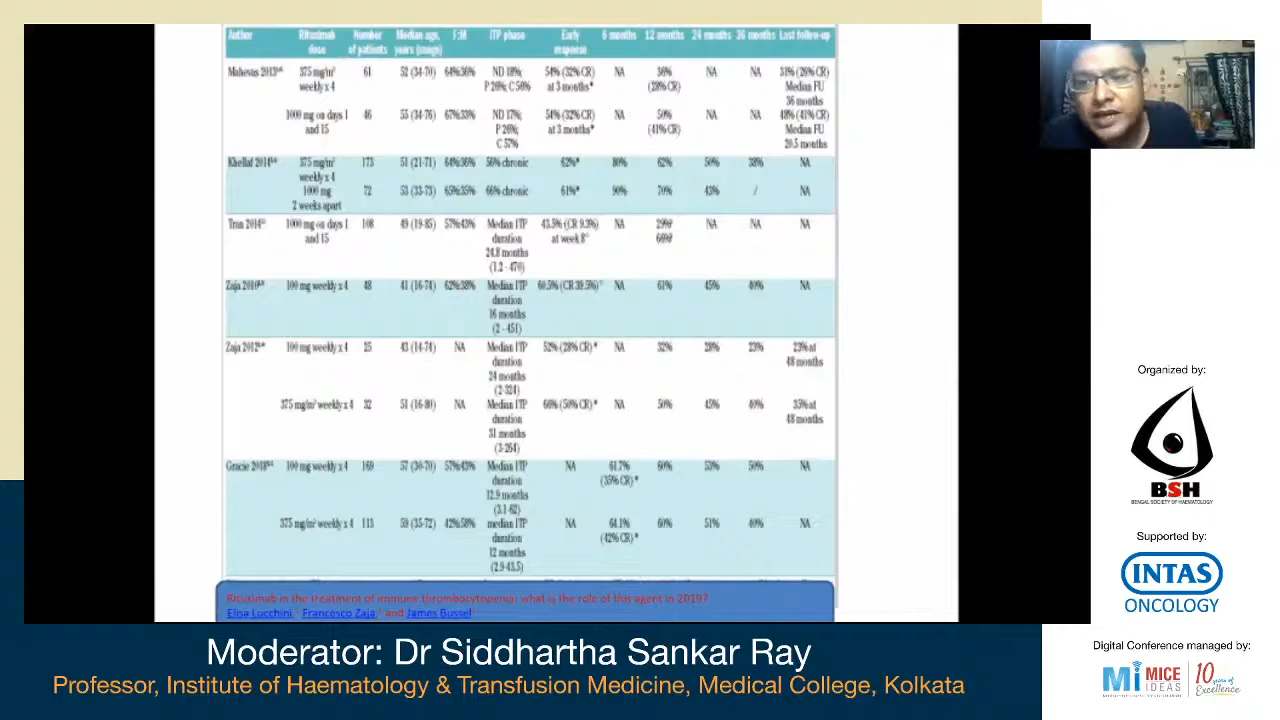 Author Rituximab dose Number of patients Median age, years (range) F:M ITP phase Early response 6 months 12 months 24 months 36 months Last follow-up
Mahevas 2013 375 mg/m² weekly x 4 61 52 (34-70) 64%:36% ND 18%; P 26%; C 56% 54% (32% CR) at 3 months* NA 36% (28% CR) NA NA 31% (26% CR) Median FU 36 months
1000 mg on days 1 and 15 46 55 (34-76) 67%:33% ND 17%; P 26%; C 57% 54% (32% CR) at 3 months* NA 50% (41% CR) NA NA 48% (41% CR) Median FU 20.5 months
Khellaf 2014 375 mg/m² weekly x 4 173 51 (21-71) 64%:36% 56% chronic 62%* 80% 62% 50% 38% NA
1000 mg 2 weeks apart 72 53 (33-73) 65%:35% 66% chronic 61%* 90% 70% 43% / NA
Tran 2014 1000 mg on days 1 and 15 108 49 (19-85) 57%:43% Median ITP duration 24.8 months (1.2 - 470) 43.5% (CR 9.3%) at week 8 NA NA NA NA
Zaja 2010 100 mg weekly x 4 48 41 (16-74) 62%:38% Median ITP duration 16 months (2 - 451) 60.5% (CR 39.5%) NA 61% 45% 40% NA
Zaja 2012 100 mg weekly x 4 25 43 (14-74) NA Median ITP duration 24 months (2-324) 52% (28% CR) * NA 32% 28% 23% 23% at 48 months
375 mg/m² weekly x 4 32 51 (16-80) NA Median ITP duration 31 months (3-264) 66% (50% CR) * NA 50% 45% 40% 35% at 48 months
Gracie 2018 100 mg weekly x 4 169 57 (30-70) 57%:43% Median ITP duration 12.9 months (3.1-62) NA 61.7% (35% CR) * 60% 53% 50% NA
375 mg/m² weekly x 4 113 59 (35-72) 42%:58% median ITP duration 12 months (2.9-43.5) NA 64.1% (42% CR) * 60% 51% 40% NA
Rituximab in the treatment of immune thrombocytopenia: what is the role of this agent in 2019?
Elisa Lucchini, Francesco Zaja, and James Bussel
Moderator: Dr Siddhartha Sankar Ray
Professor, Institute of Haematology & Transfusion Medicine, Medical College, Kolkata
Organized by:
BSH
BENGAL SOCIETY OF HAEMATOLOGY
Supported by:
INTAS
ONCOLOGY
Digital Conference managed by:
Mi MICE IDEAS
10 years of Excellence